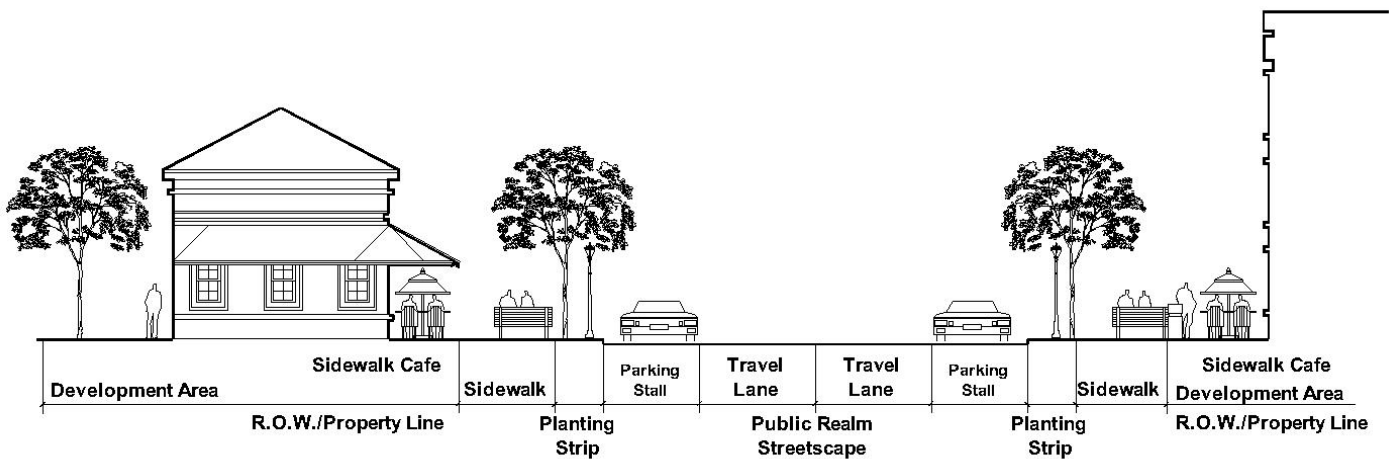 Sidewalk Cafe
Development Area
R.O.W./Property Line
Sidewalk
Planting
Strip
Parking
Stall
Travel
Lane
Travel
Lane
Public Realm
Streetscape
Parking
Stall
Planting
Strip
Sidewalk
Sidewalk Cafe
Development Area
R.O.W./Property Line